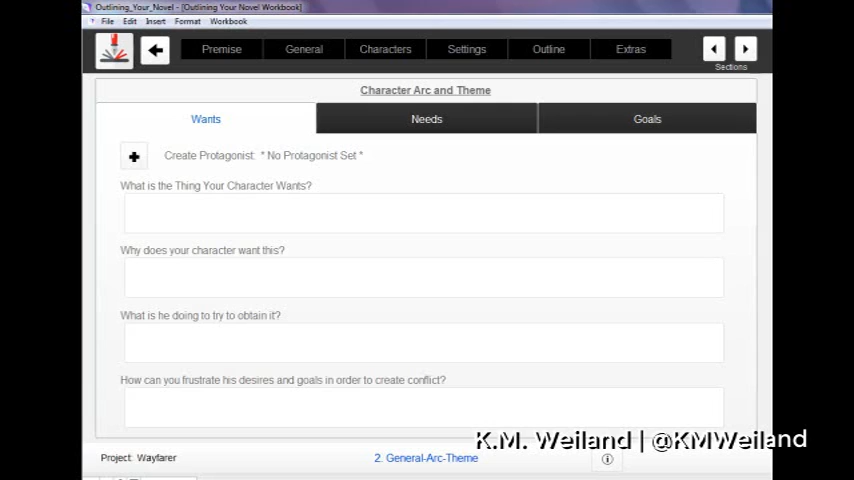 Outlining_Your_Novel - [Outlining Your Novel Workbook]
File Edit Insert Format Workbook
Premise General Characters Settings Outline Extras
Sections
Character Arc and Theme
Wants Needs Goals
Create Protagonist: * No Protagonist Set *
What is the Thing Your Character Wants?
Why does your character want this?
What is he doing to try to obtain it?
How can you frustrate his desires and goals in order to create conflict?
K.M. Weiland | @KMWeiland
Project: Wayfarer 2. General-Arc-Theme